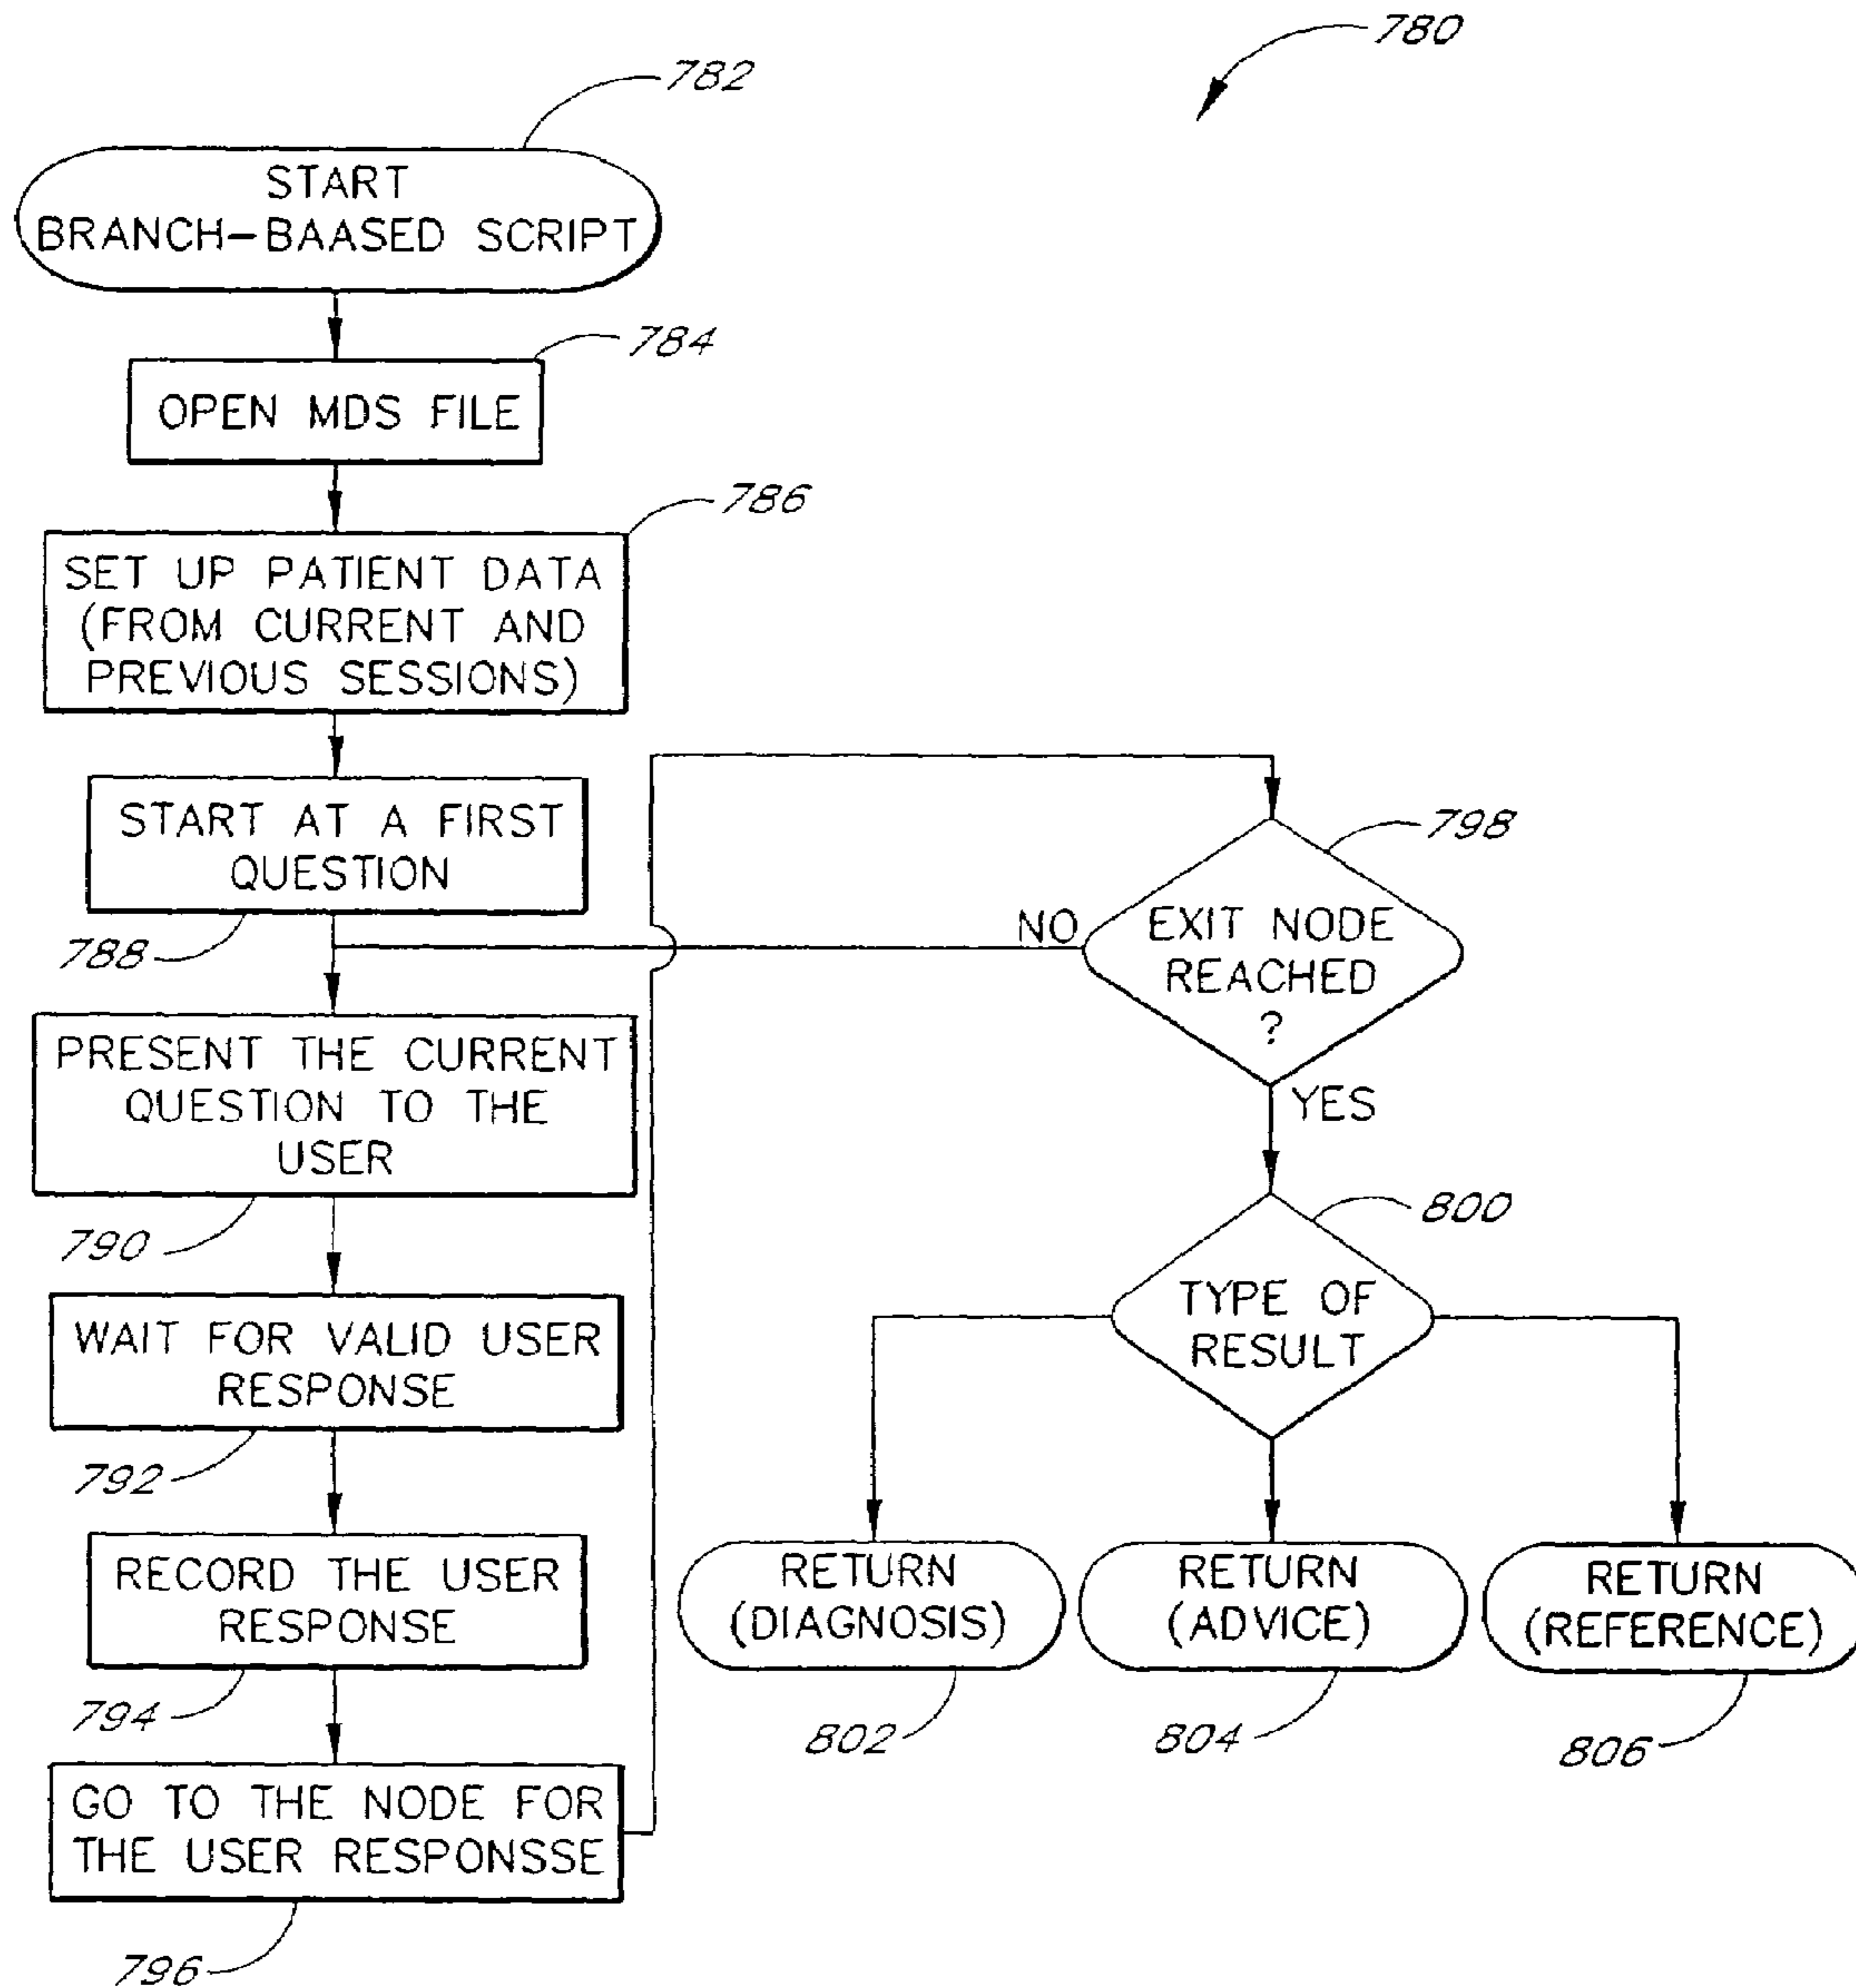 780
782
START
BRANCH-BAASED SCRIPT
784
OPEN MDS FILE
786
SET UP PATIENT DATA
(FROM CURRENT AND
PREVIOUS SESSIONS)
START AT A FIRST
QUESTION
788
PRESENT THE CURRENT
QUESTION TO THE
USER
790
WAIT FOR VALID USER
RESPONSE
792
RECORD THE USER
RESPONSE
794
GO TO THE NODE FOR
THE USER RESPONSSE
796
798
EXIT NODE
REACHED
?
NO
YES
800
TYPE OF
RESULT
RETURN
(DIAGNOSIS)
802
RETURN
(ADVICE)
804
RETURN
(REFERENCE)
806